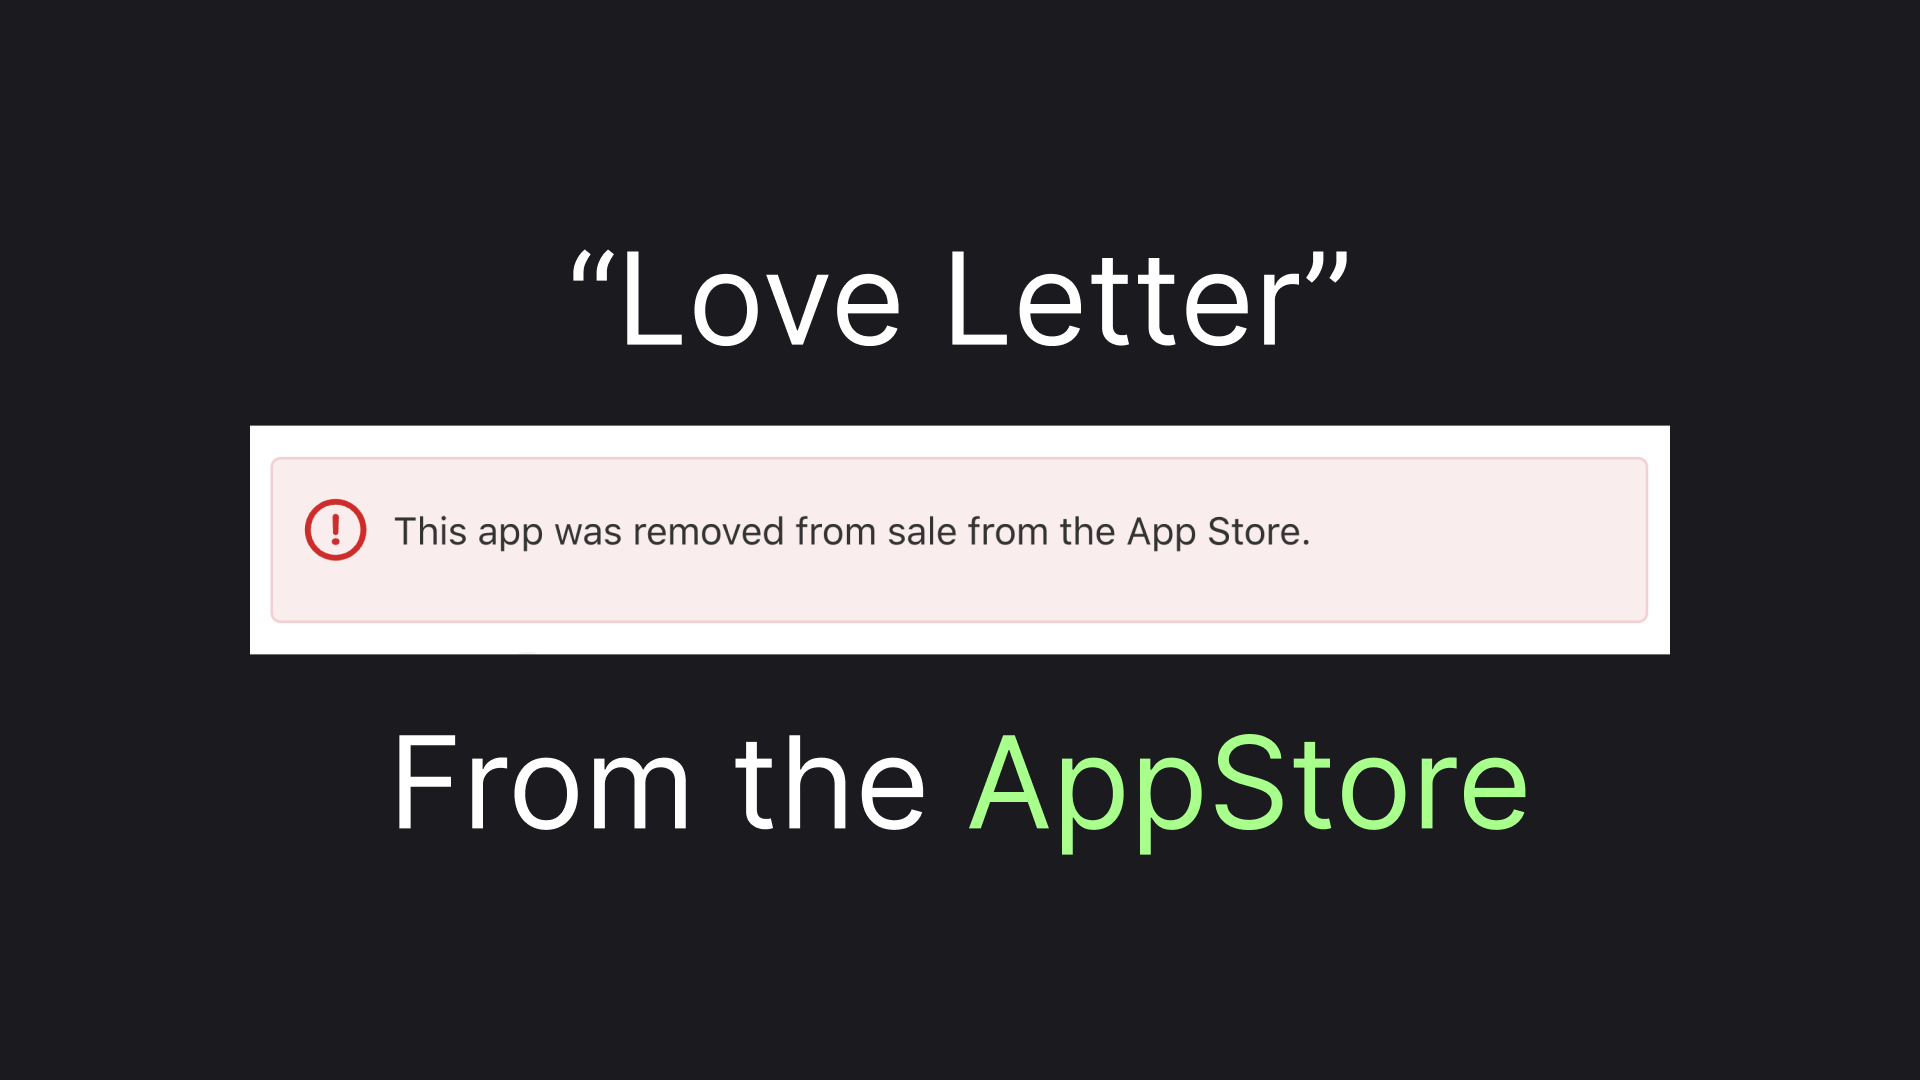 “Love Letter”
This app was removed from sale from the App Store.
From the AppStore